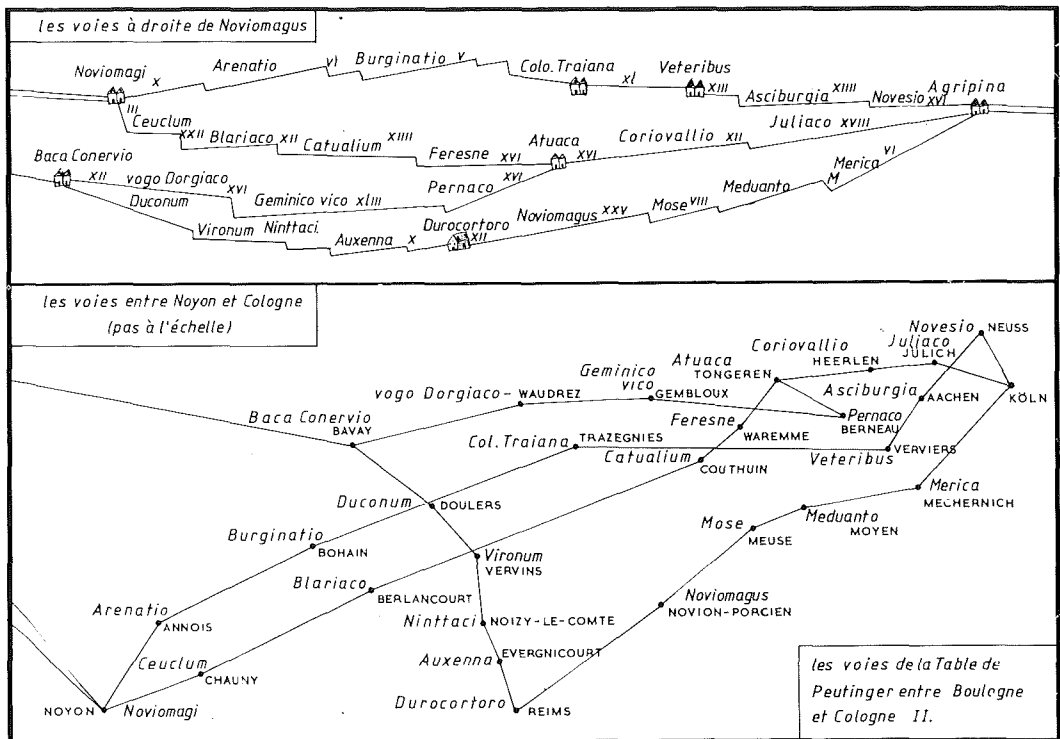 les voies à droite de Noviomagus
Noviomagi X Arenatio VI Burginatio V Colo. Traiana Xl Veteribus XIII Asciburgia XIIII Novesio XVI Agripina
III Ceuclum XXII Blariaco XII Catualium XIIII Feresne XVI Atuaca XVI Coriovallio XII Juliaco XVIII
Baca Conervio XII vogo Dorgiaco XVI Geminico vico xlIII Pernaco XVI
Duconum Vironum Ninttaci. Auxenna X Durocortoro XII Noviomagus XXV Mose VIII Meduanto M Merica VI
les voies entre Noyon et Cologne
(pas à l'échelle)
Novesio NEUSS
Juliaco JÜLICH
Coriovallio HEERLEN
Atuaca TONGEREN
Geminico vico GEMBLOUX
vogo Dorgiaco - WAUDREZ
Asciburgia AACHEN
KÖLN
Pernaco BERNEAU
Baca Conervio BAVAY
Feresne WAREMME
Col. Traiana TRAZEGNIES
Catualium COUTHUIN
Veteribus VERVIERS
Merica MECHERNICH
Duconum DOULERS
Meduanto MOYEN
Mose MEUSE
Burginatio BOHAIN
Vironum VERVINS
Blariaco BERLANCOURT
Noviomagus NOVION-PORCIEN
Arenatio ANNOIS
Ninttaci NOIZY-LE-COMTE
Ceuclum CHAUNY
Auxenna EVERGNICOURT
NOYON Noviomagi
Durocortoro REIMS
les voies de la Table de
Peutinger entre Boulogne
et Cologne II.